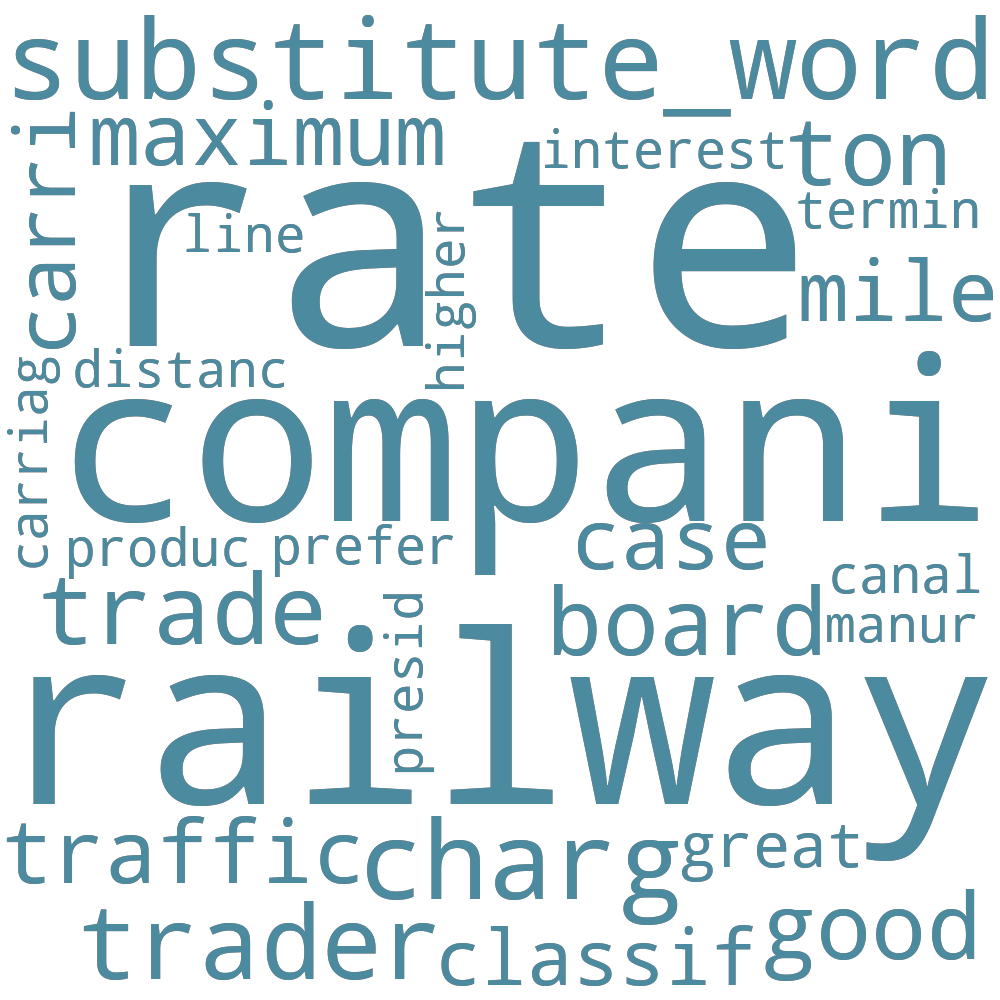 substitute_word
maximum
interest
ton
carri
rate
termin
line
higher
mile
distanc
carriag
compani
produc
prefer
case
canal
trade
presid
board
manur
railway
traffic
charg
great
trader
classif
good